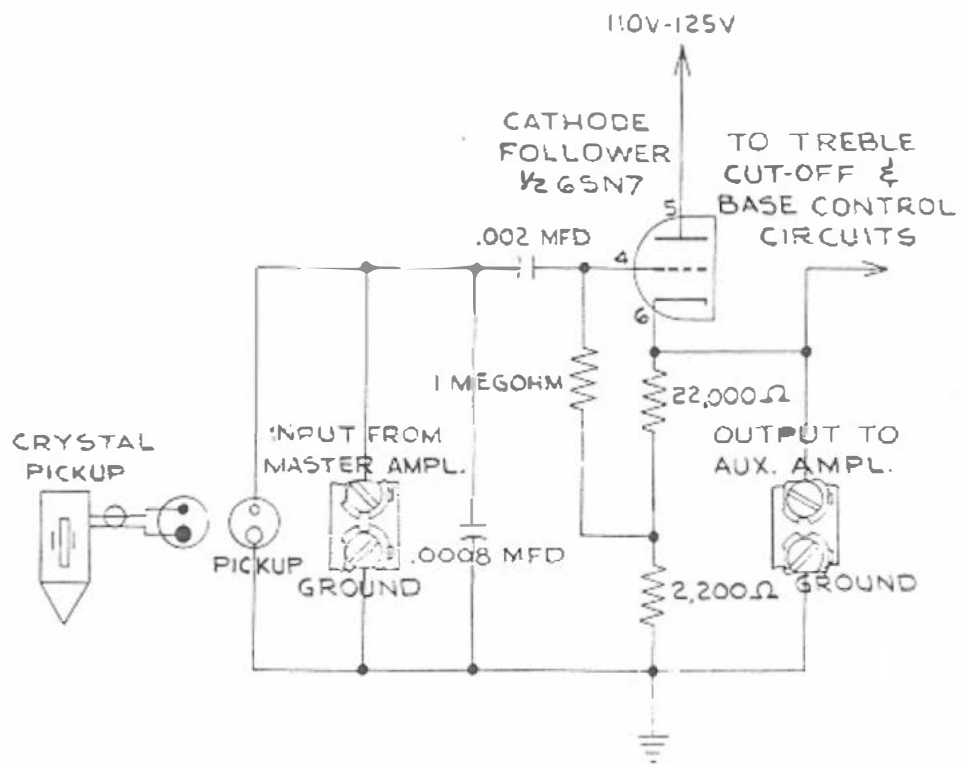 110V-125V
CATHODE
FOLLOWER
½ 6SN7
TO TREBLE
CUT-OFF &
BASE CONTROL
CIRCUITS
5
.002 MFD
4
6
1 MEGOHM
22,000Ω
CRYSTAL
PICKUP
INPUT FROM
MASTER AMPL.
OUTPUT TO
AUX. AMPL.
PICKUP
.0008 MFD
GROUND
2,200Ω
GROUND